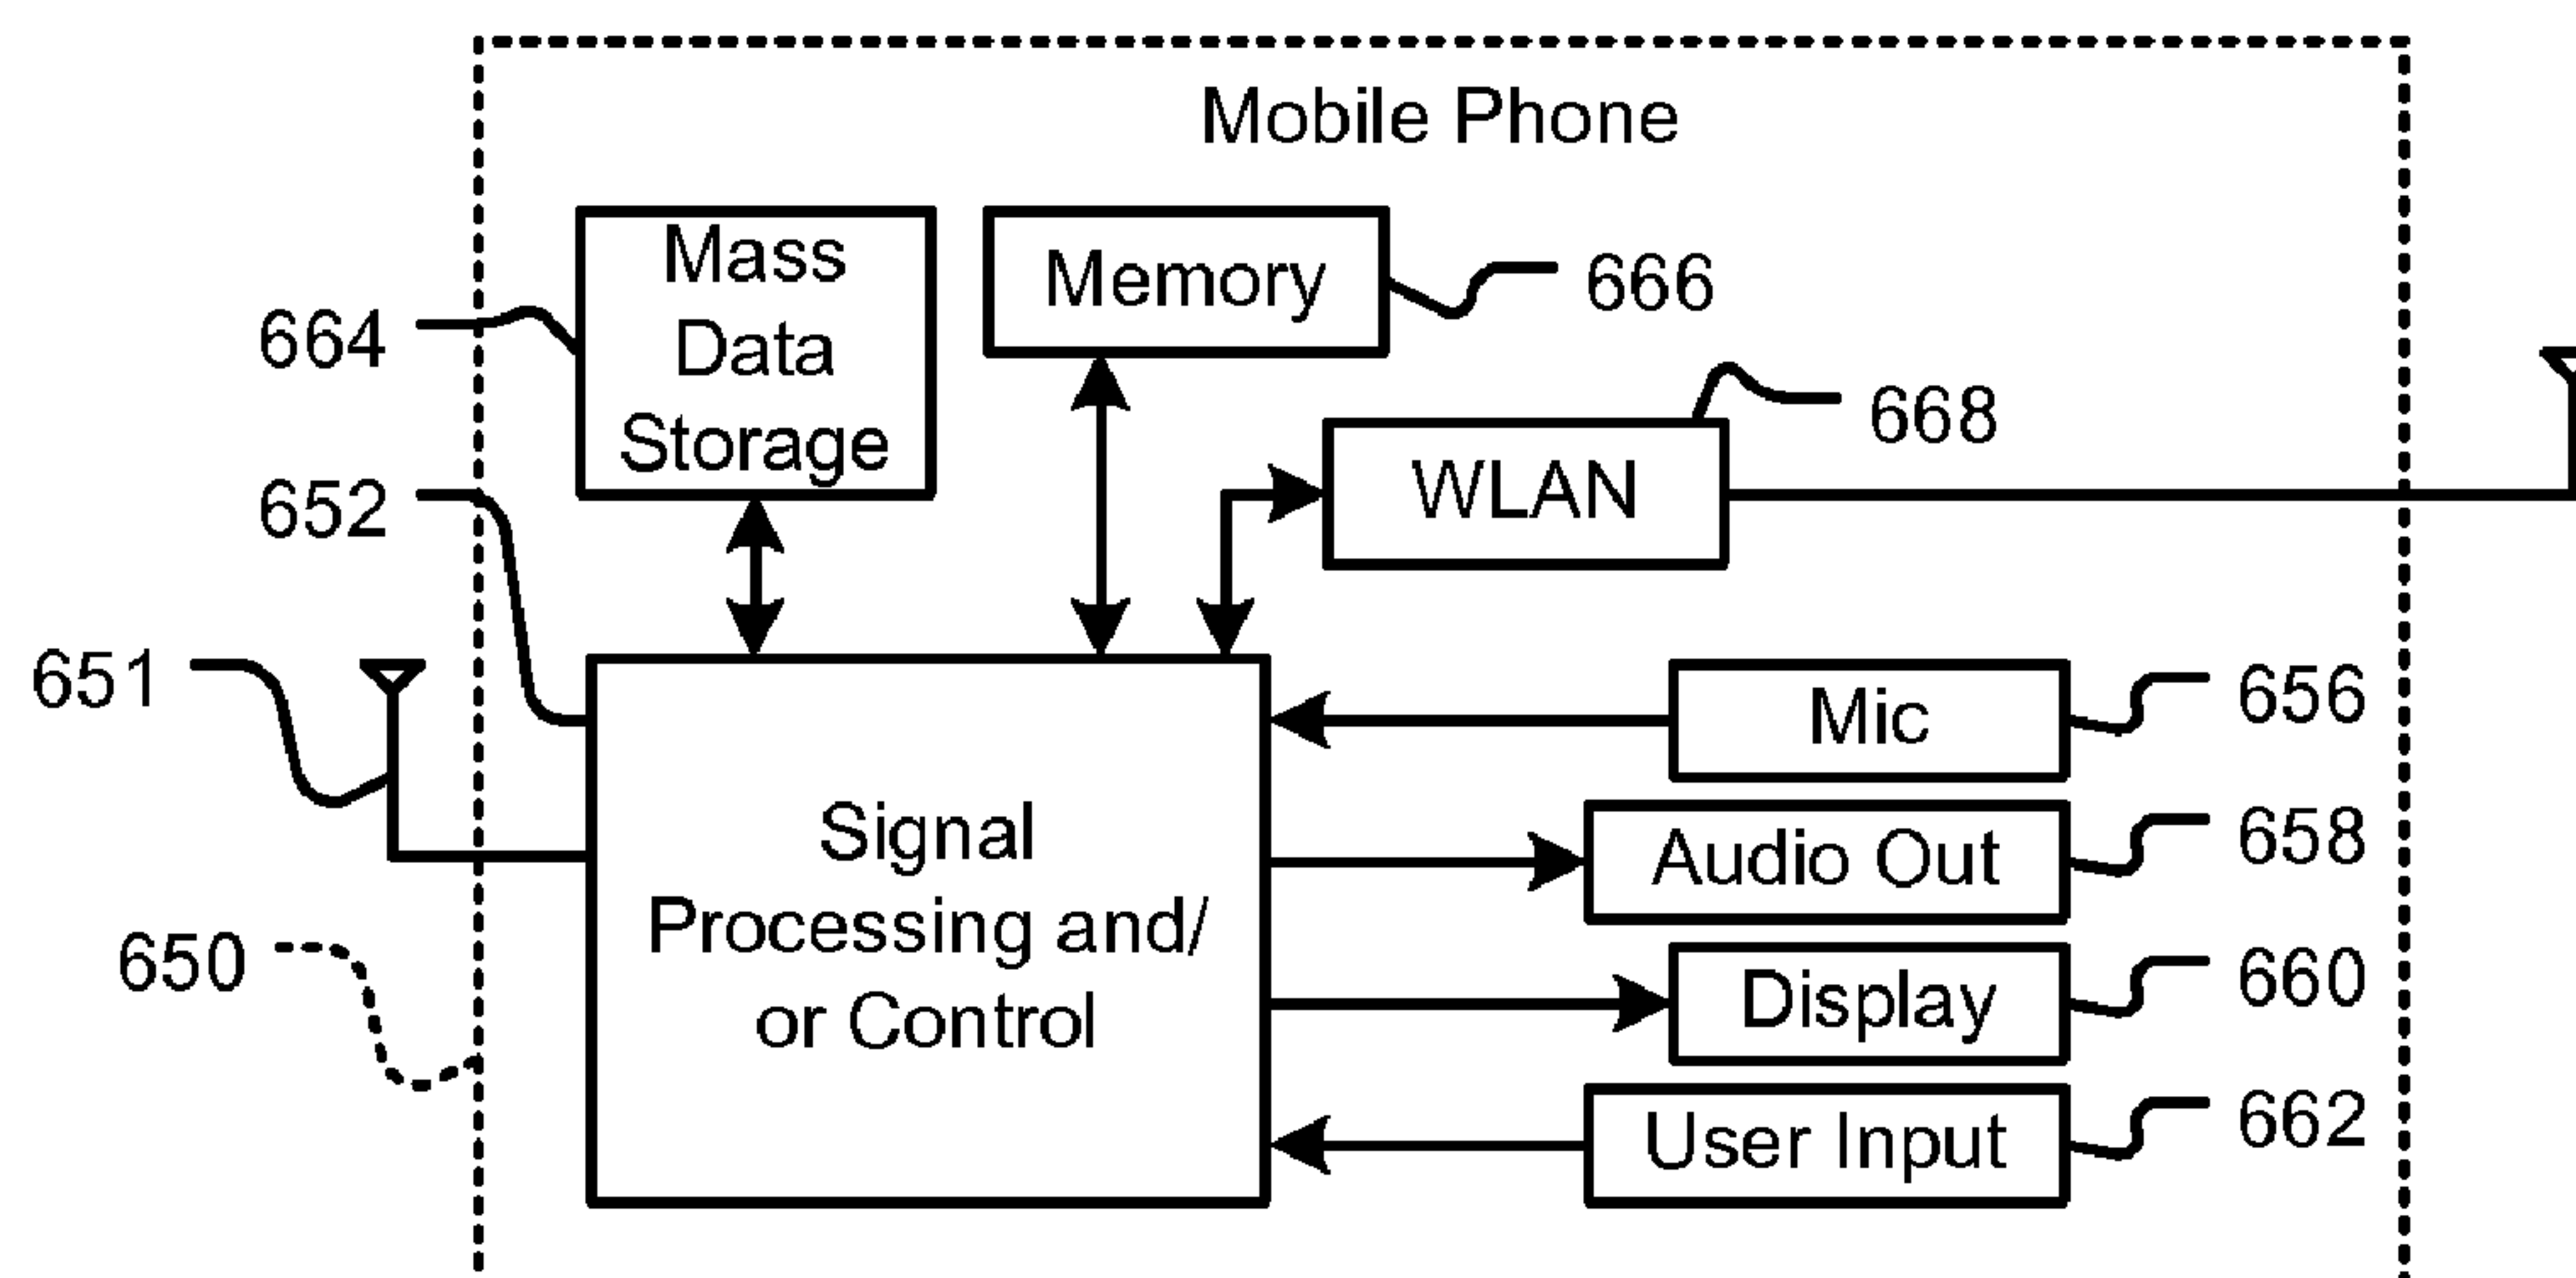 Mobile Phone
Mass
Data
Storage
Memory
666
664
WLAN
668
652
651
Mic
656
Signal
Processing and/
or Control
Audio Out
658
650
Display
660
User Input
662